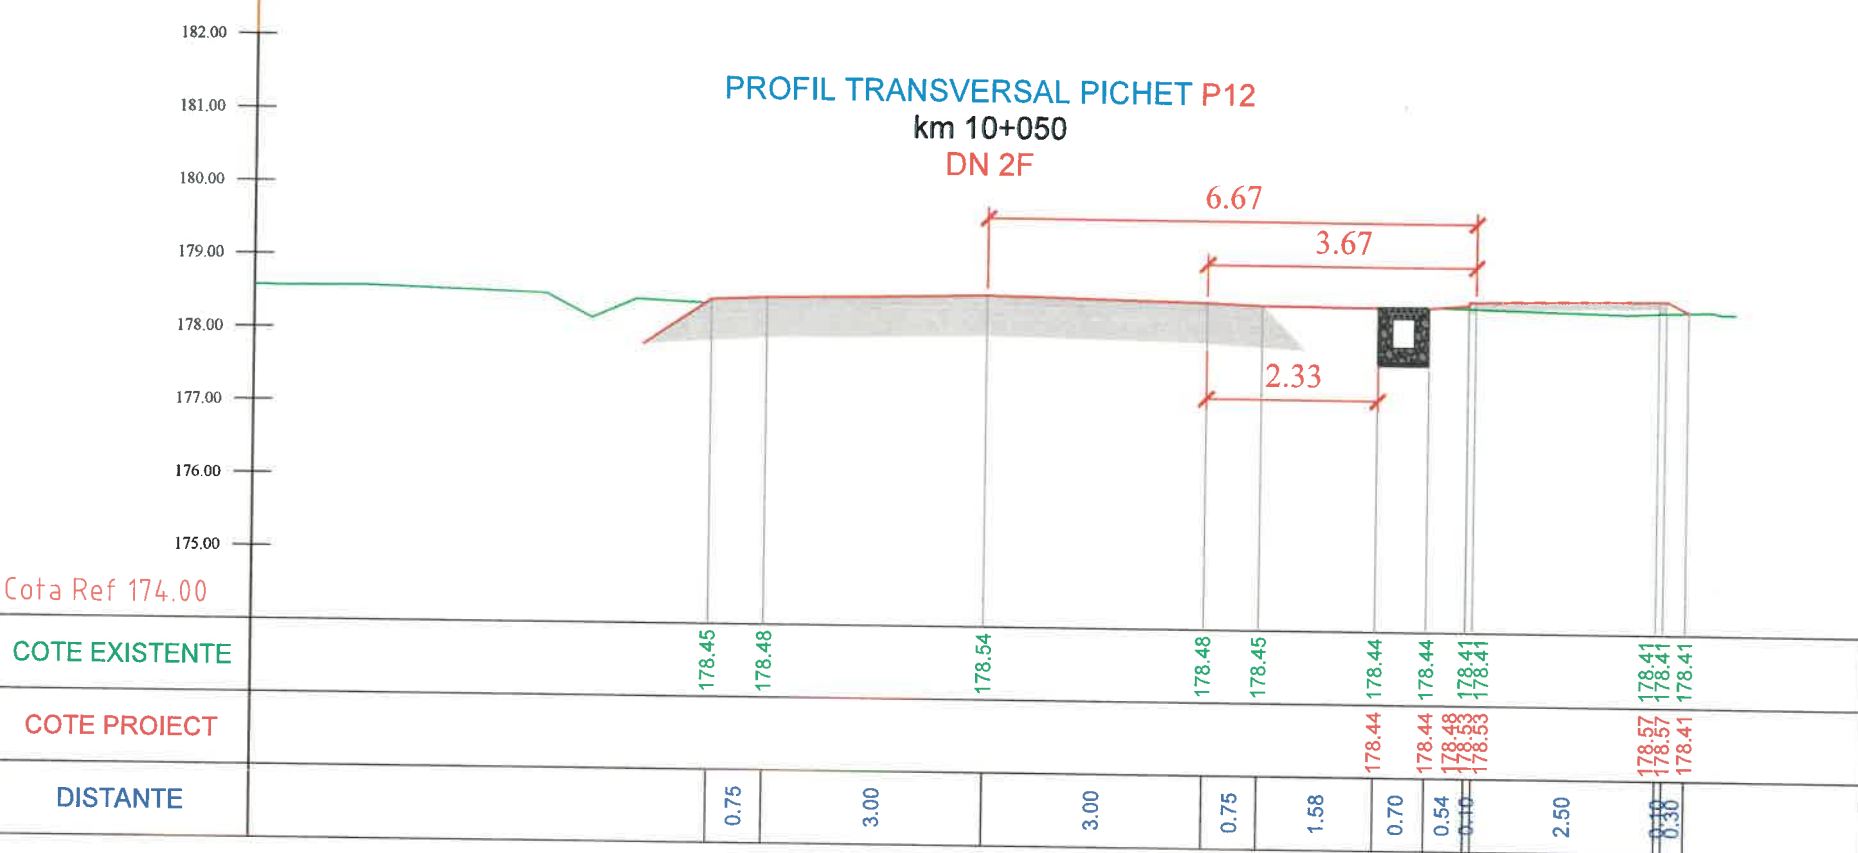 182.00
181.00
180.00
179.00
178.00
177.00
176.00
175.00
PROFIL TRANSVERSAL PICHET P12
km 10+050
DN 2F
6.67
3.67
2.33
Cota Ref 174.00
COTE EXISTENTE 178.45 178.48 178.54 178.48 178.45 178.44 178.44 178.41 178.41 178.41 178.41 178.41
COTE PROIECT 178.44 178.44 178.48 178.53 178.53 178.57 178.57 178.41
DISTANTE 0.75 3.00 3.00 0.75 1.58 0.70 0.54 0.10 2.50 0.10 0.30